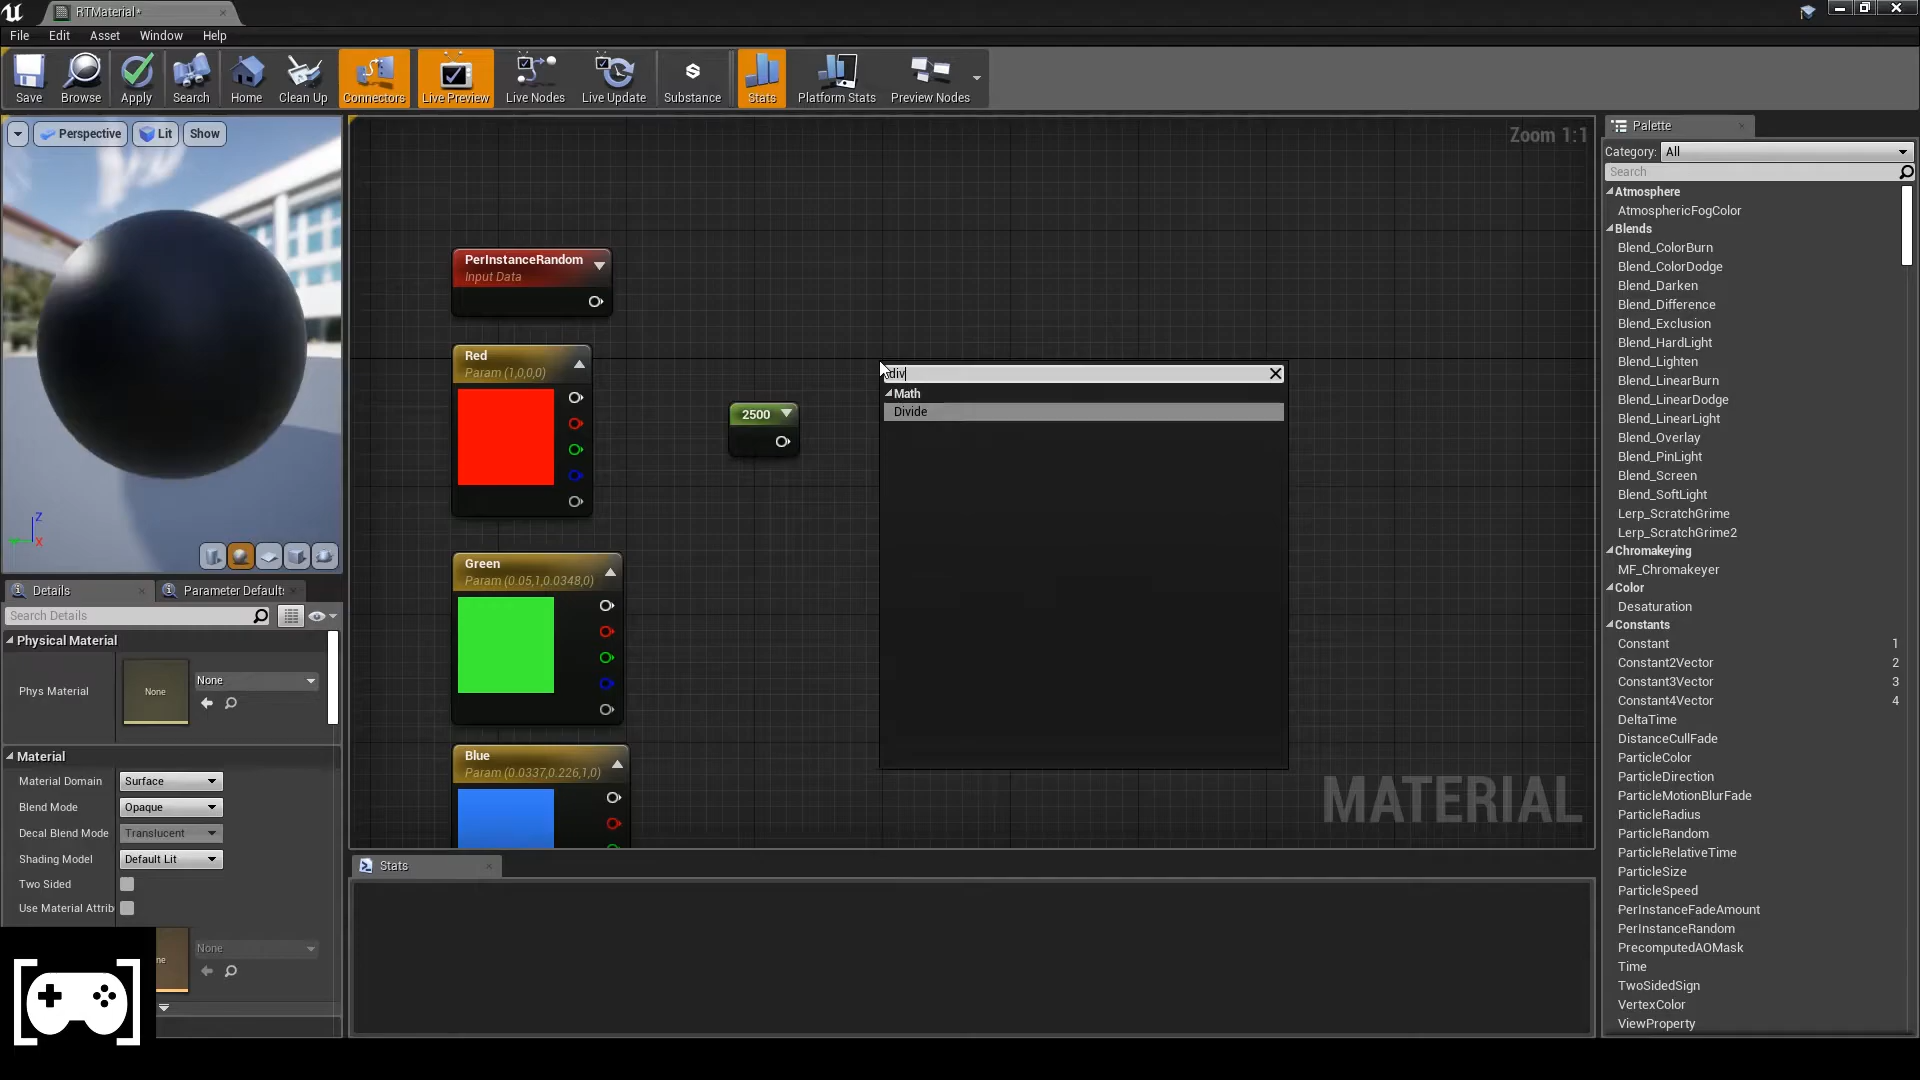 RTMaterial*
File Edit Asset Window Help
Save Browse Apply Search Home Clean Up Connectors Live Preview Live Nodes Live Update Substance Stats Platform Stats Preview Nodes
Perspective Lit Show
Zoom 1:1
Palette
Category: All
Search
Atmosphere
AtmosphericFogColor
Blends
Blend_ColorBurn
Blend_ColorDodge
Blend_Darken
Blend_Difference
Blend_Exclusion
Blend_HardLight
Blend_Lighten
Blend_LinearBurn
Blend_LinearDodge
Blend_LinearLight
Blend_Overlay
Blend_PinLight
Blend_Screen
Blend_SoftLight
Lerp_ScratchGrime
Lerp_ScratchGrime2
Chromakeying
MF_Chromakeyer
Color
Desaturation
Constants
Constant 1
Constant2Vector 2
Constant3Vector 3
Constant4Vector 4
DeltaTime
DistanceCullFade
ParticleColor
ParticleDirection
ParticleMotionBlurFade
ParticleRadius
ParticleRandom
ParticleRelativeTime
ParticleSize
ParticleSpeed
PerInstanceFadeAmount
PerInstanceRandom
PrecomputedAOMask
Time
TwoSidedSign
VertexColor
ViewProperty
PerInstanceRandom
Input Data
Red
Param (1,0,0,0)
2500
div
Math
Divide
Green
Param (0.05,1,0.0348,0)
Blue
Param (0.0337,0.226,1,0)
MATERIAL
Z
X
Details Parameter Defaults
Search Details
Physical Material
Phys Material None None
Material
Material Domain Surface
Blend Mode Opaque
Decal Blend Mode Translucent
Shading Model Default Lit
Two Sided
Use Material Attrib
ne None
Stats